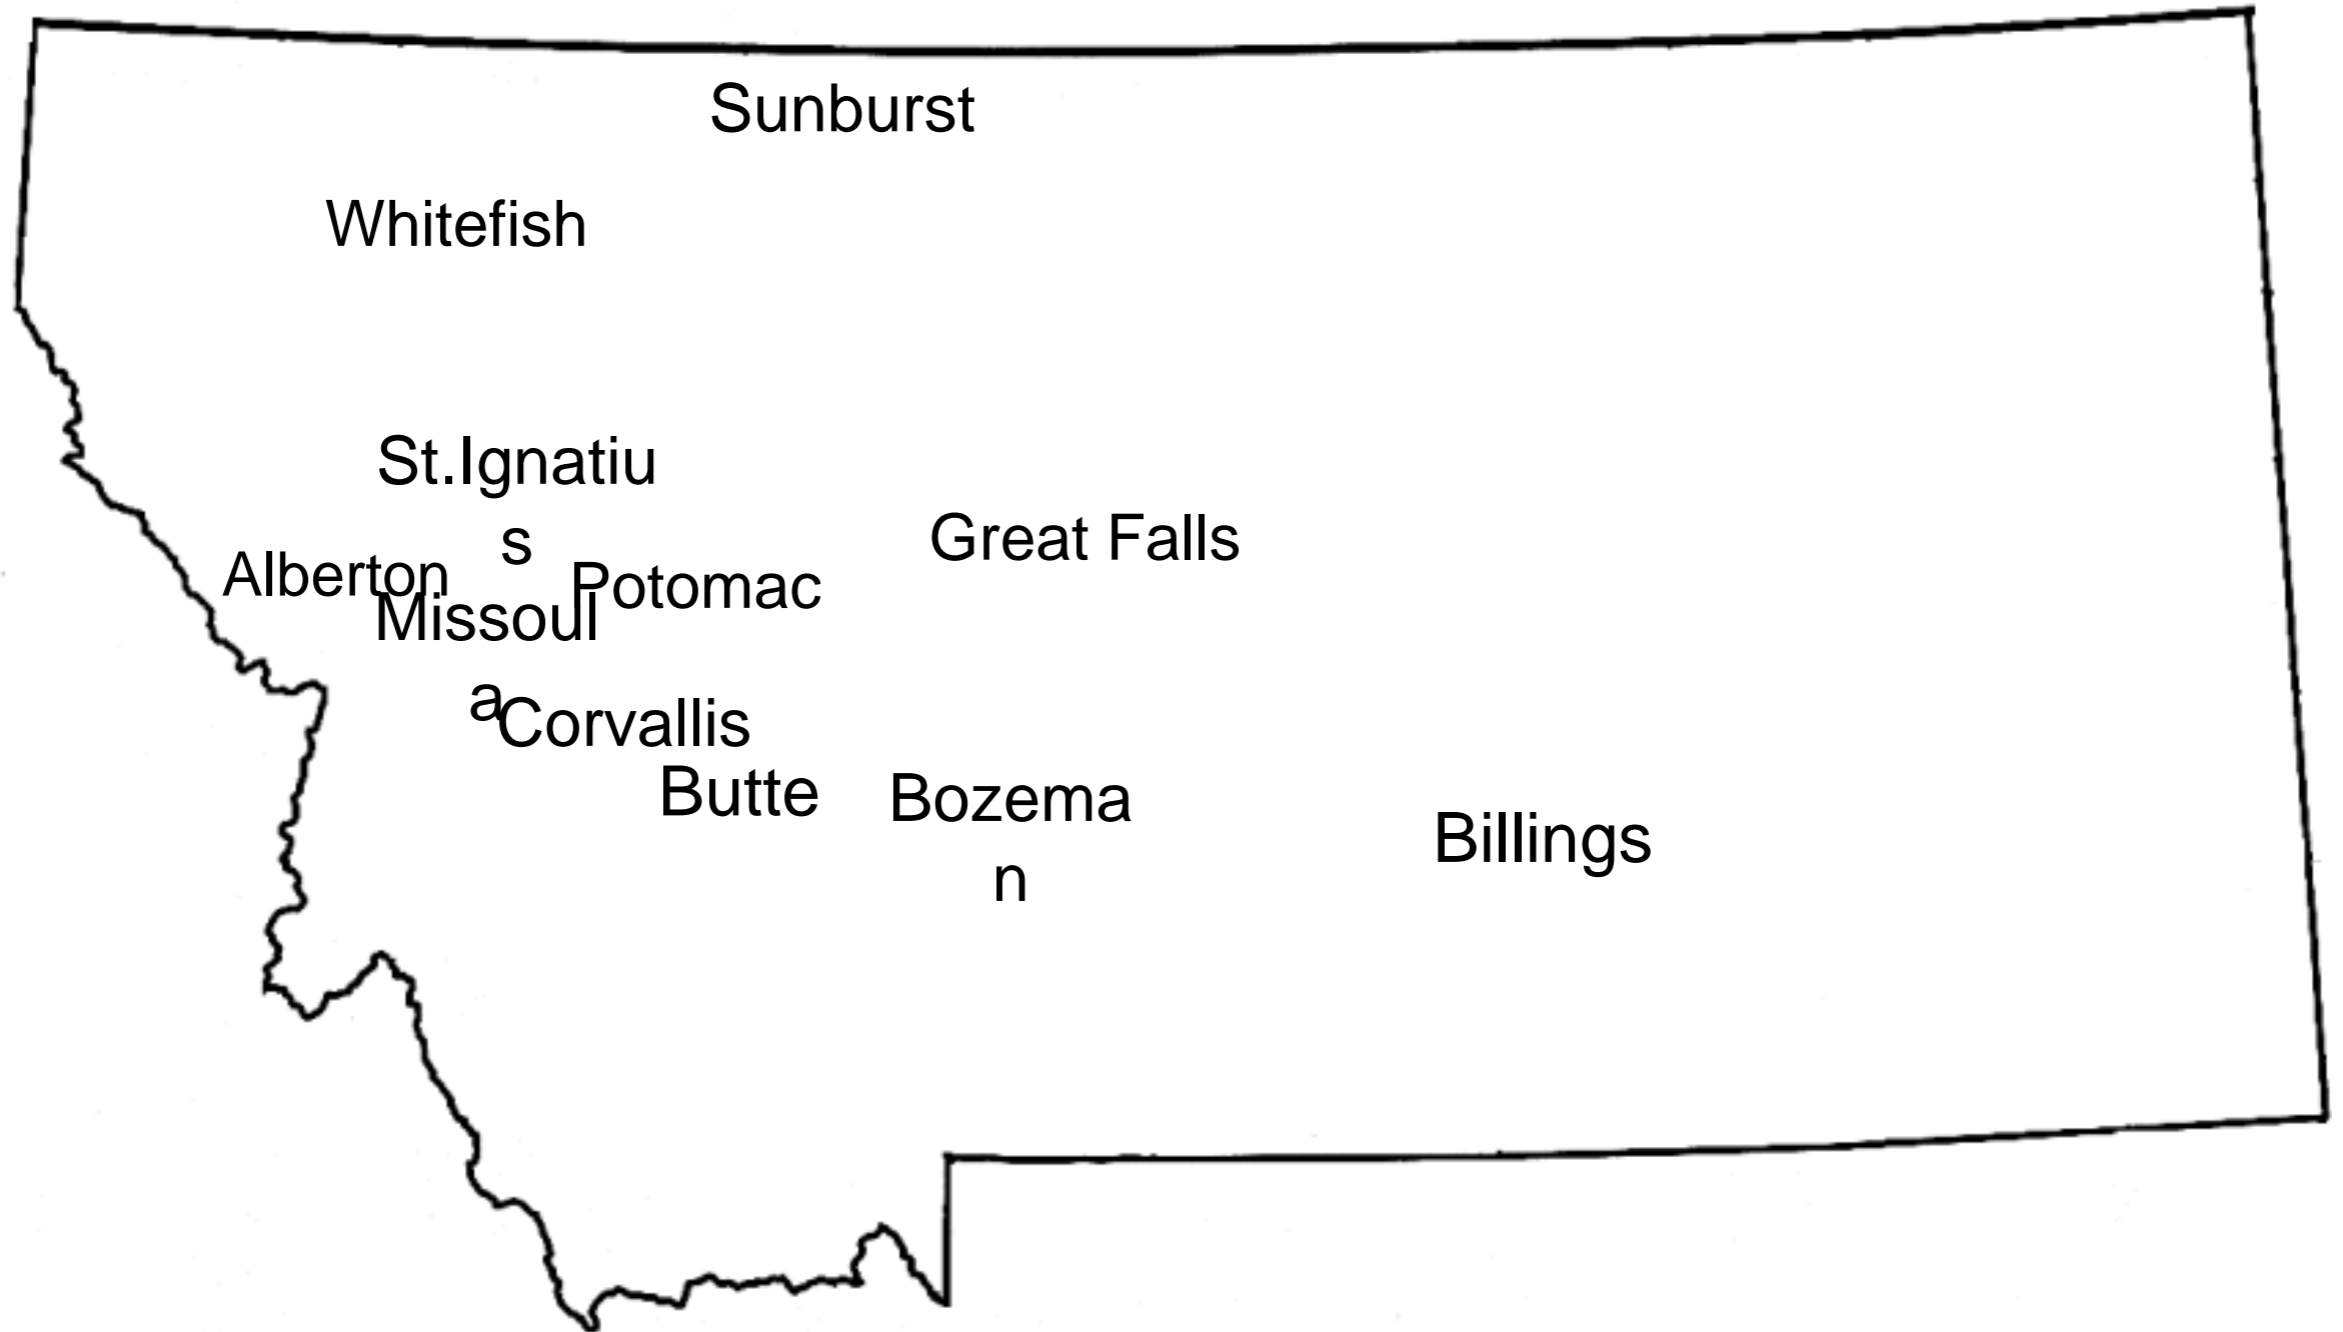 Sunburst
Whitefish
St.Ignatiu
s
Great Falls
Alberton
Potomac
Missoul
a
Corvallis
Butte
Bozema
n
Billings